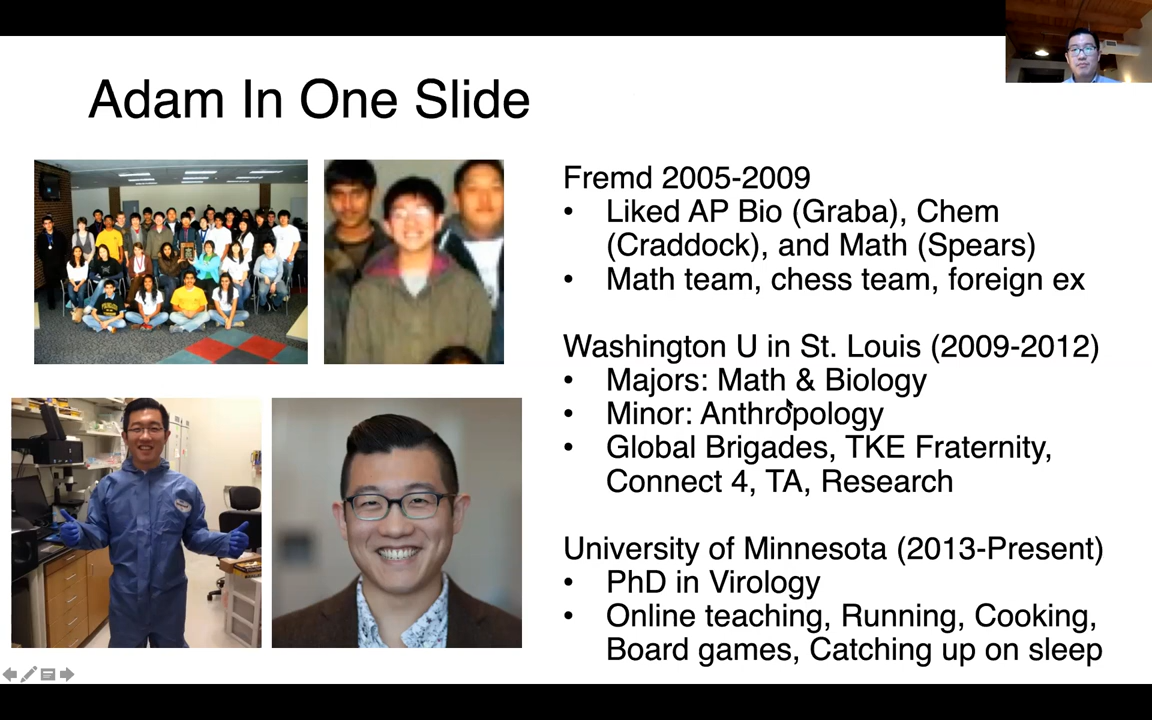 Adam In One Slide
Fremd 2005-2009
• Liked AP Bio (Graba), Chem
(Craddock), and Math (Spears)
• Math team, chess team, foreign ex
Washington U in St. Louis (2009-2012)
• Majors: Math & Biology
• Minor: Anthropology
• Global Brigades, TKE Fraternity,
Connect 4, TA, Research
University of Minnesota (2013-Present)
• PhD in Virology
• Online teaching, Running, Cooking,
Board games, Catching up on sleep